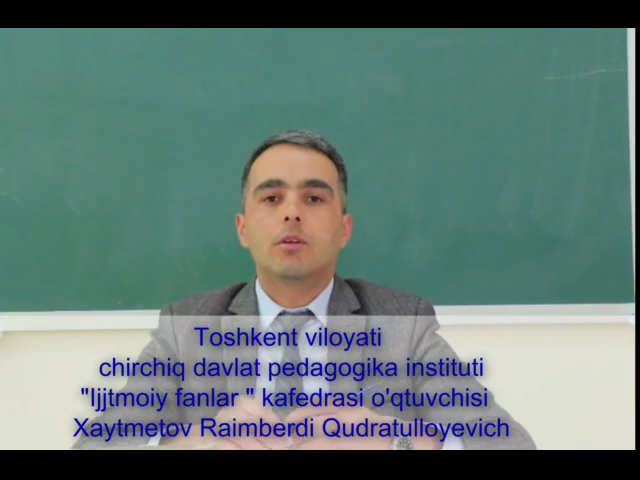 Toshkent viloyati
chirchiq davlat pedagogika instituti
"Ijjtmoiy fanlar " kafedrasi o'qtuvchisi
Xaytmetov Raimberdi Qudratulloyevich